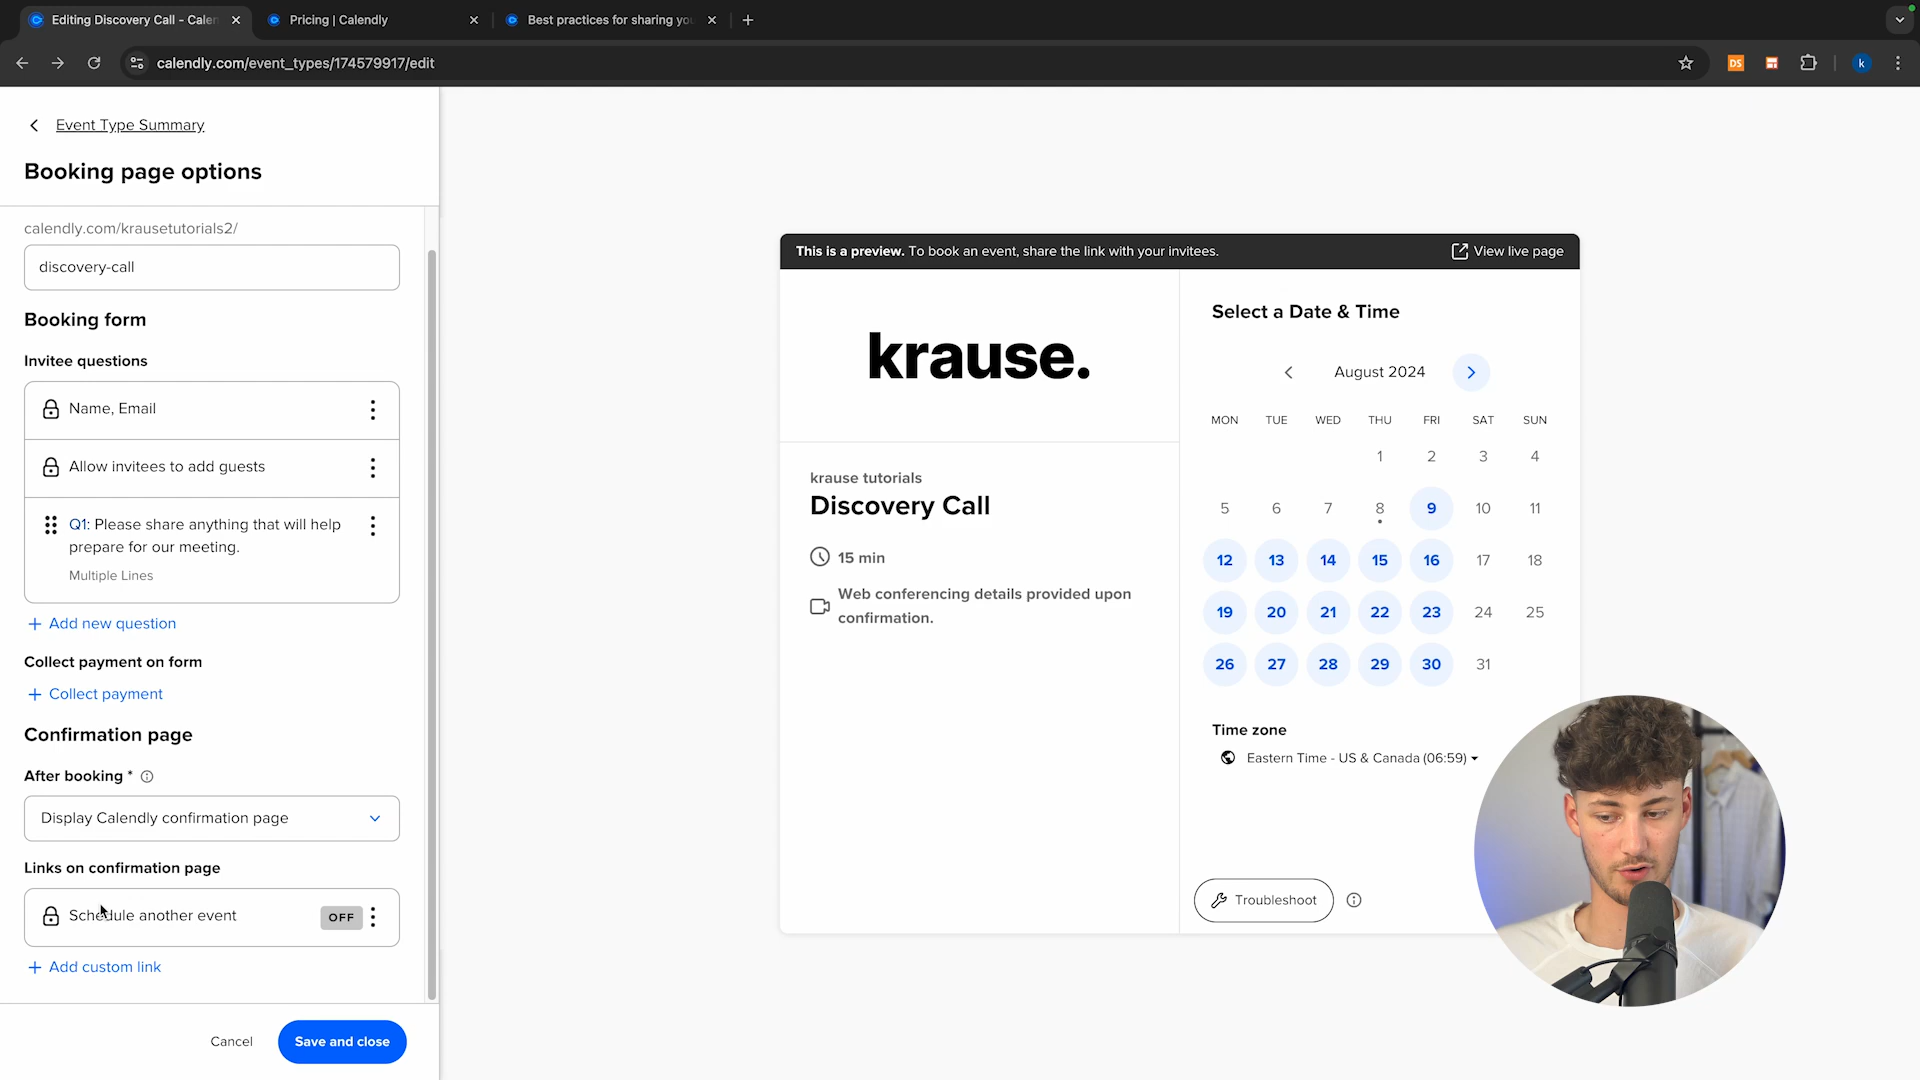 Editing Discovery Call - Calen
Pricing | Calendly
Best practices for sharing you
calendly.com/event_types/174579917/edit
DS
k
Event Type Summary
Booking page options
calendly.com/krausetutorials2/
discovery-call
Booking form
Invitee questions
Name, Email
Allow invitees to add guests
Q1: Please share anything that will help
prepare for our meeting.
Multiple Lines
+ Add new question
Collect payment on form
+ Collect payment
Confirmation page
After booking *
Display Calendly confirmation page
Links on confirmation page
Schedule another event
OFF
+ Add custom link
Cancel
Save and close
This is a preview. To book an event, share the link with your invitees.
View live page
krause.
krause tutorials
Discovery Call
15 min
Web conferencing details provided upon
confirmation.
Select a Date & Time
August 2024
MON TUE WED THU FRI SAT SUN
1 2 3 4
5 6 7 8 9 10 11
12 13 14 15 16 17 18
19 20 21 22 23 24 25
26 27 28 29 30 31
Time zone
Eastern Time - US & Canada (06:59)
Troubleshoot